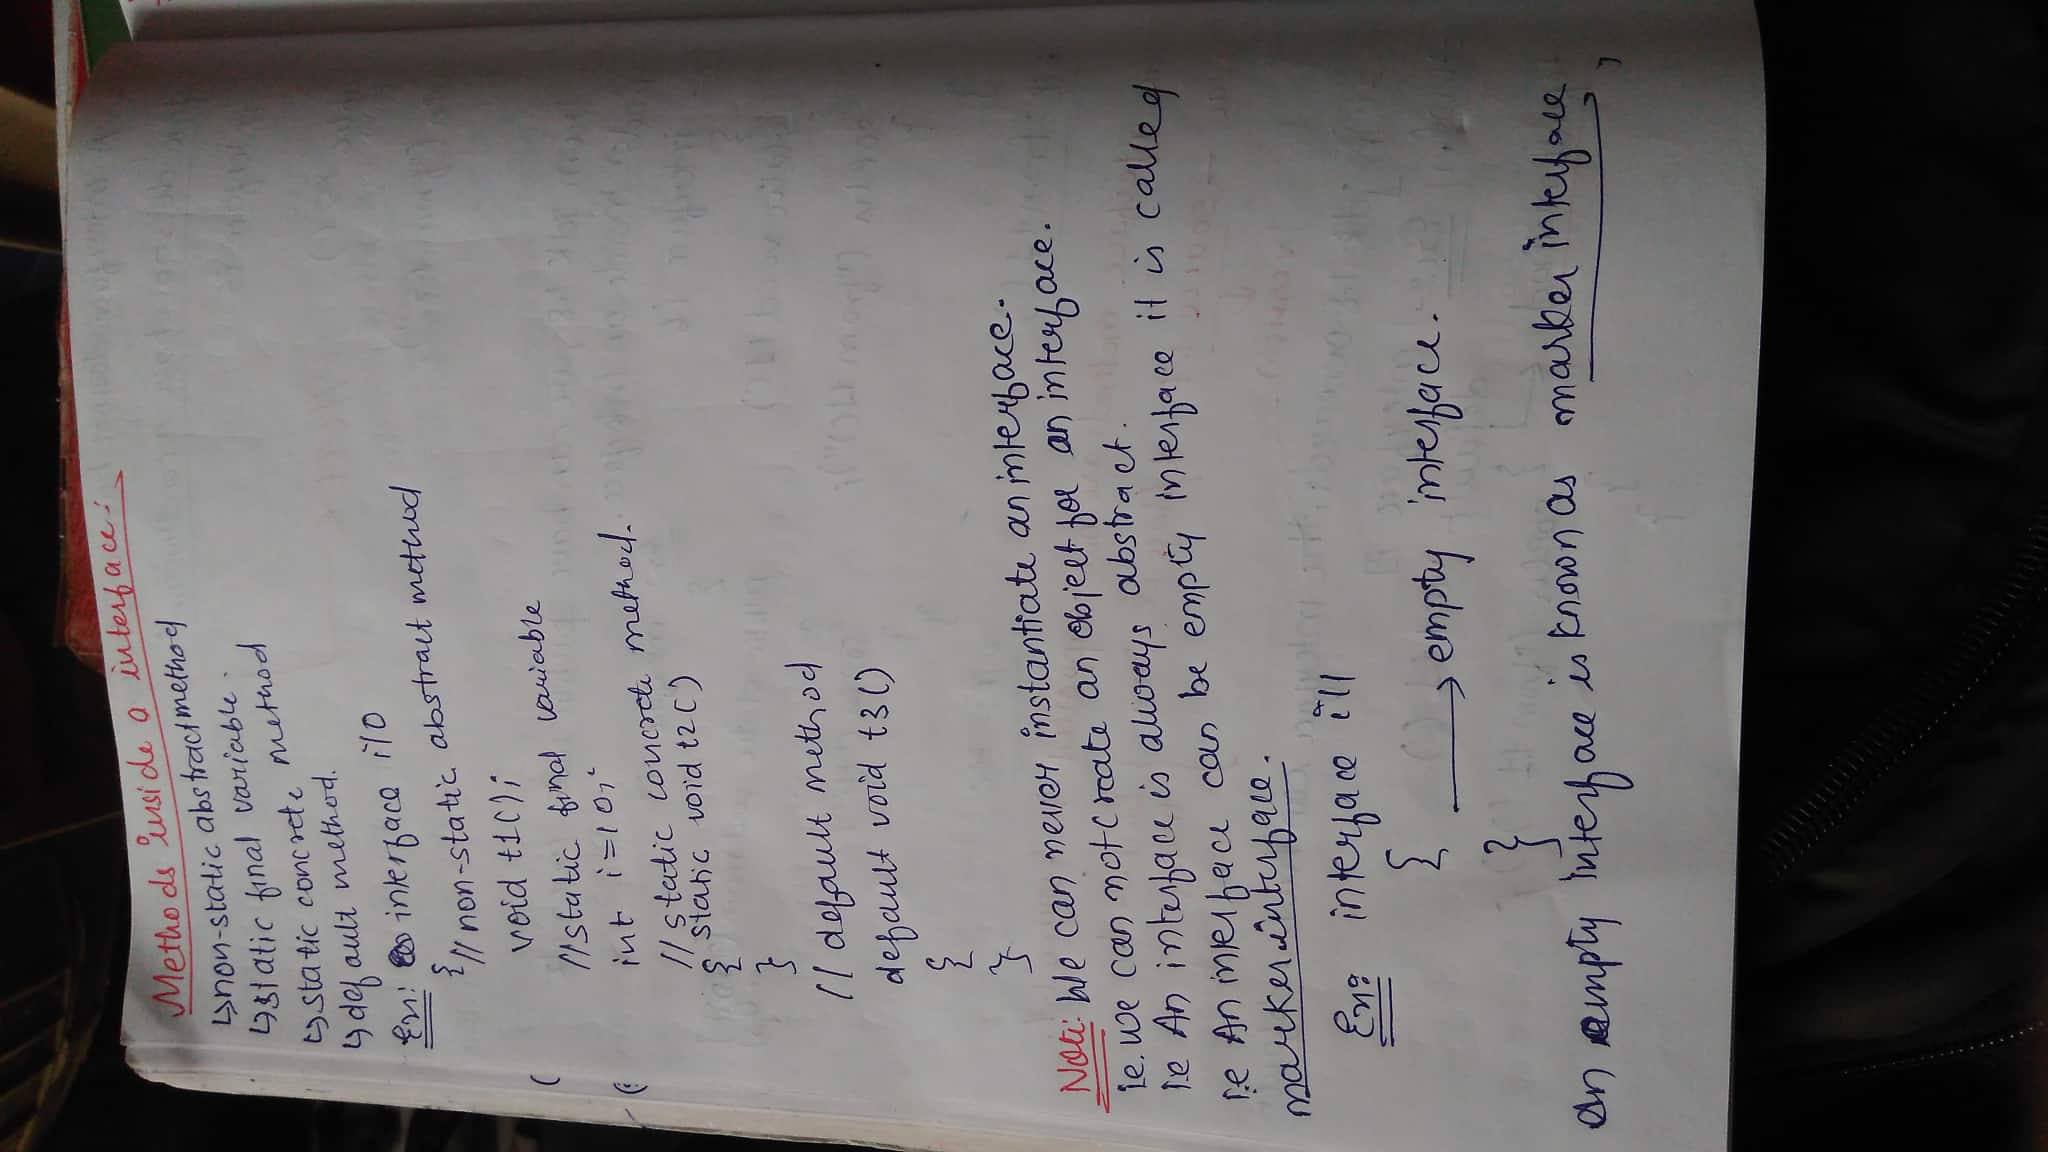 Methods inside a interface:
↳non-static abstract method
↳static final variable.
↳static concrete method
↳default method.
Ex: interface i10
{
//non-static abstract method
void t1();
//static final variable
int i=10;
//static concrete method.
static void t2()
{
}
// default method
default void t3()
{
}
Note: We can never instantiate an interface.
ie. we can not crate an object for an interface.
ie An interface is always abstract.
i.e An interface can be empty interface it is called
marker interface.
Ex: interface i11
{
→ empty interface.
}
an empty interface is known as marker interface,